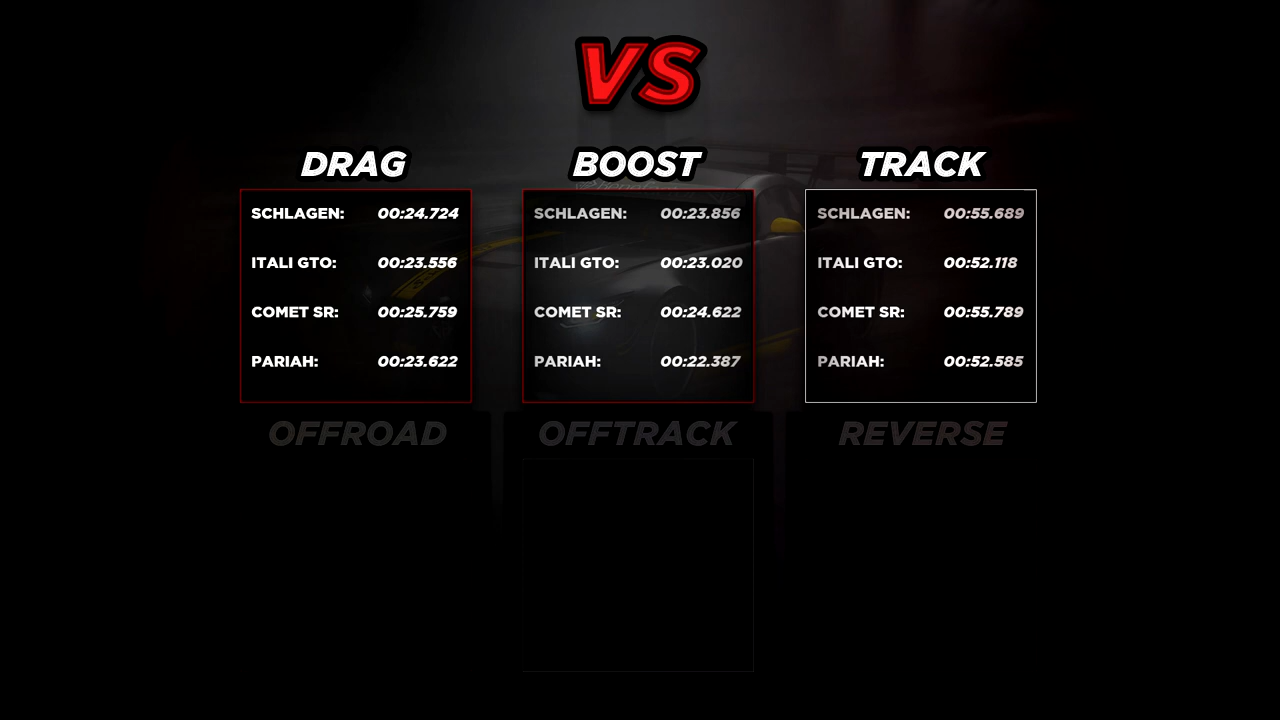 VS
DRAG
SCHLAGEN: 00:24.724
ITALI GTO: 00:23.556
COMET SR: 00:25.759
PARIAH: 00:23.622
BOOST
SCHLAGEN: 00:23.856
ITALI GTO: 00:23.020
COMET SR: 00:24.622
PARIAH: 00:22.387
TRACK
SCHLAGEN: 00:55.689
ITALI GTO: 00:52.118
COMET SR: 00:55.789
PARIAH: 00:52.585
OFFROAD
OFFTRACK
REVERSE